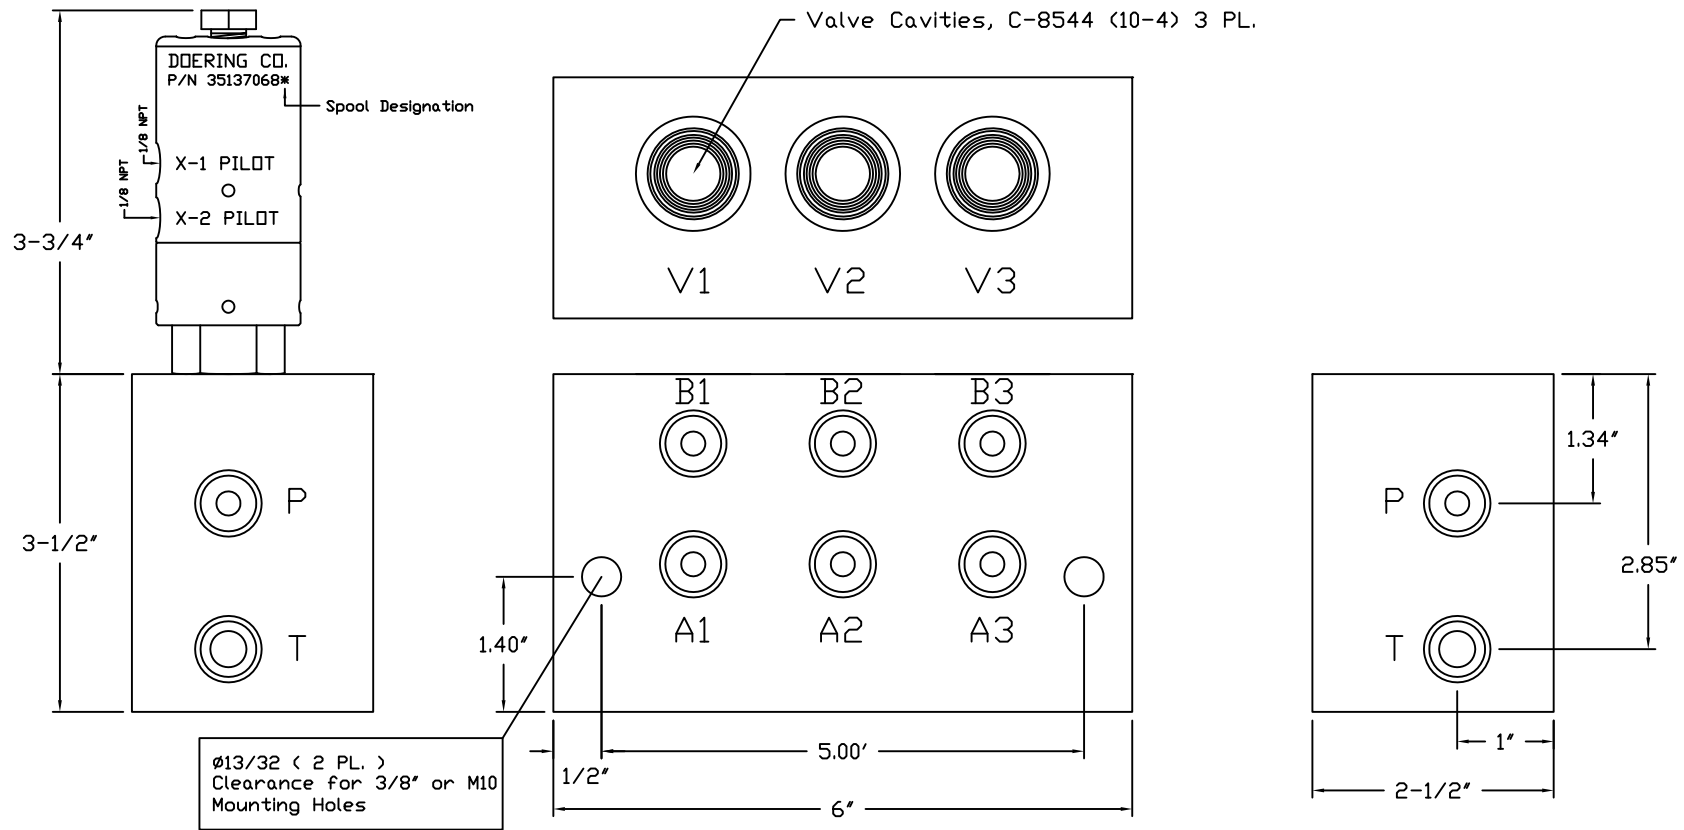 Valve Cavities, C-8544 (10-4) 3 PL.
DOERING CO.
P/N 35137068*
Spool Designation
1/8 NPT
X-1 PILOT
1/8 NPT
X-2 PILOT
3-3/4"
V1 V2 V3
B1 B2 B3
1.34"
P
P
3-1/2"
2.85"
A1 A2 A3
1.40"
T
T
5.00'
1"
1/2"
2-1/2"
6"
Ø13/32 ( 2 PL. )
Clearance for 3/8" or M10
Mounting Holes